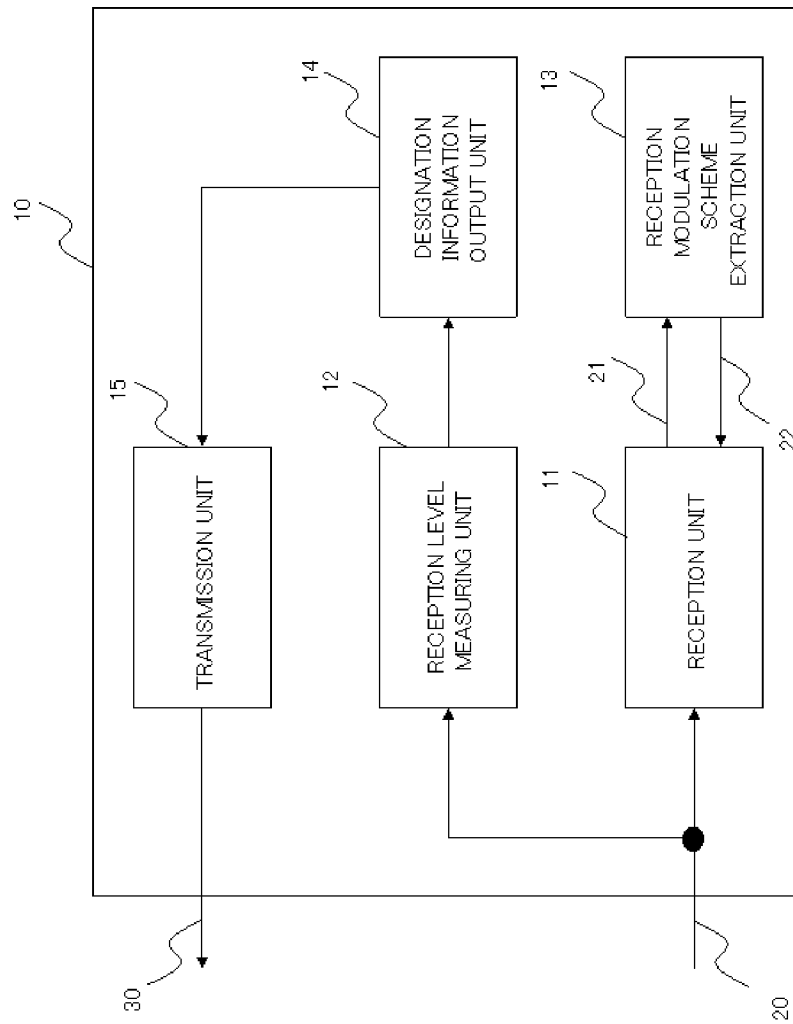 10
15
TRANSMISSION UNIT
30
14
DESIGNATION
INFORMATION
OUTPUT UNIT
12
RECEPTION LEVEL
MEASURING UNIT
13
RECEPTION
MODULATION
SCHEME
EXTRACTION UNIT
21
22
11
RECEPTION UNIT
20